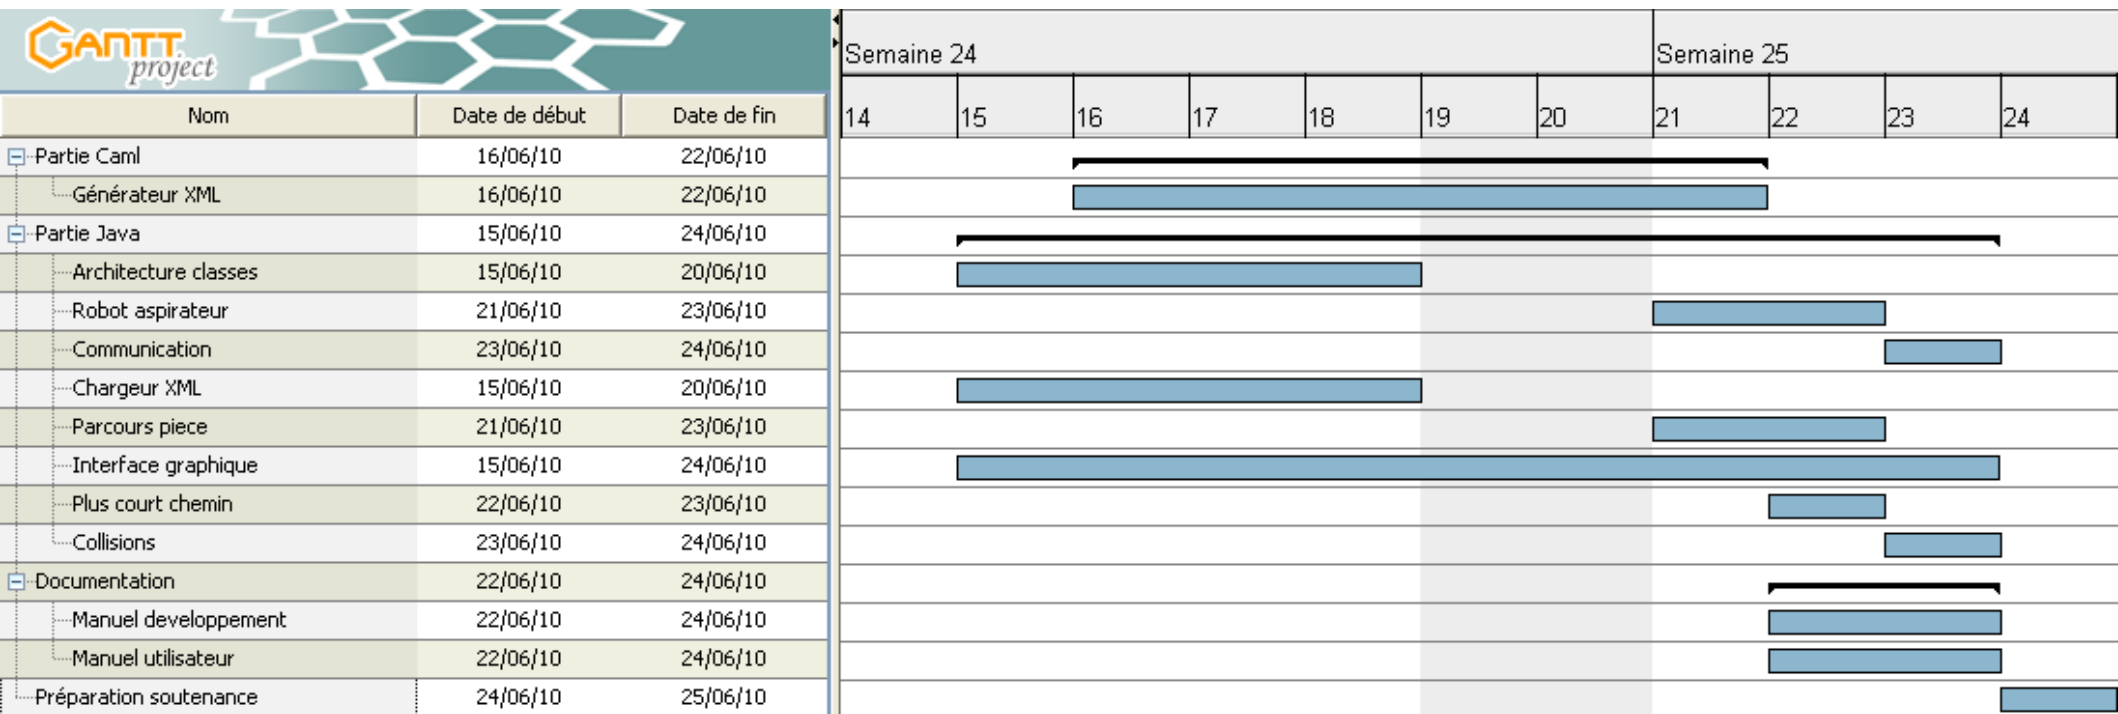 GANTT
project
Semaine 24 Semaine 25
Nom Date de début Date de fin 14 15 16 17 18 19 20 21 22 23 24
Partie Caml 16/06/10 22/06/10
Générateur XML 16/06/10 22/06/10
Partie Java 15/06/10 24/06/10
Architecture classes 15/06/10 20/06/10
Robot aspirateur 21/06/10 23/06/10
Communication 23/06/10 24/06/10
Chargeur XML 15/06/10 20/06/10
Parcours piece 21/06/10 23/06/10
Interface graphique 15/06/10 24/06/10
Plus court chemin 22/06/10 23/06/10
Collisions 23/06/10 24/06/10
Documentation 22/06/10 24/06/10
Manuel developpement 22/06/10 24/06/10
Manuel utilisateur 22/06/10 24/06/10
Préparation soutenance 24/06/10 25/06/10